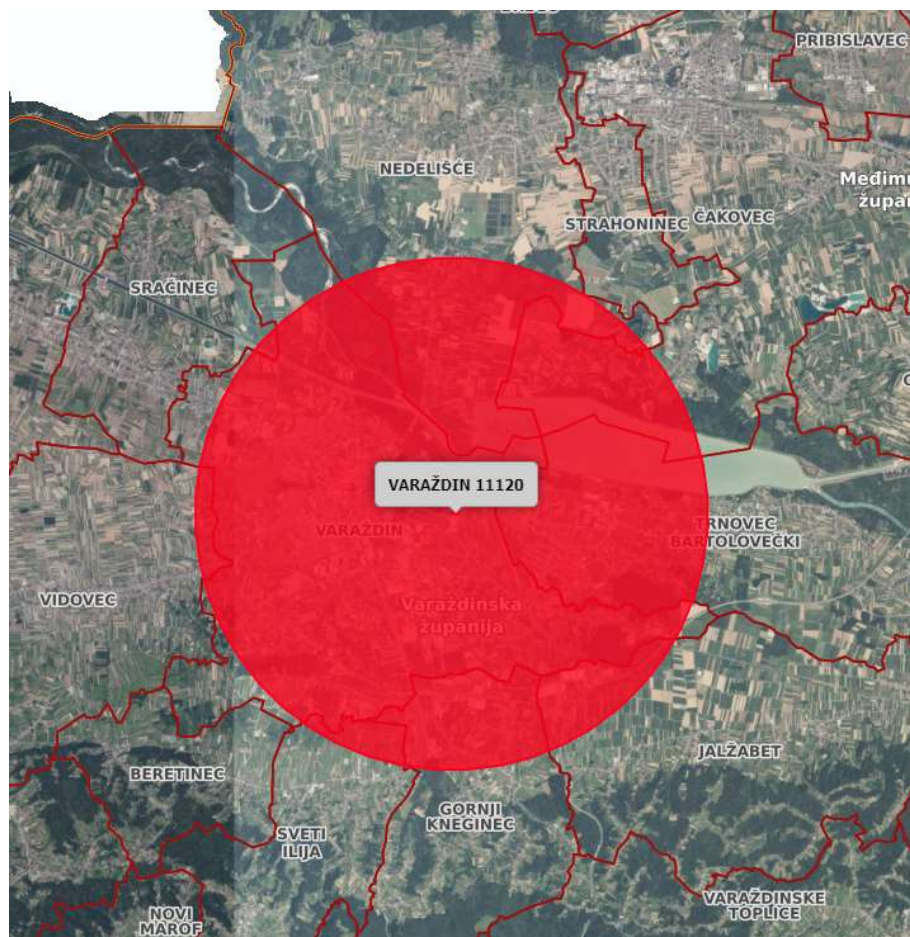 PRIBISLAVEC
NEDELIŠĆE
Međimu
župan
STRAHONINEC
ČAKOVEC
SRAČINEC
VARAŽDIN 11120
VARAŽDIN
TRNOVEC
BARTOLOVEČKI
VIDOVEC
Varaždinska
županija
JALŽABET
BERETINEC
GORNJI
KNEGINEC
SVETI
ILIJA
VARAŽDINSKE
TOPLICE
NOVI
MAROF